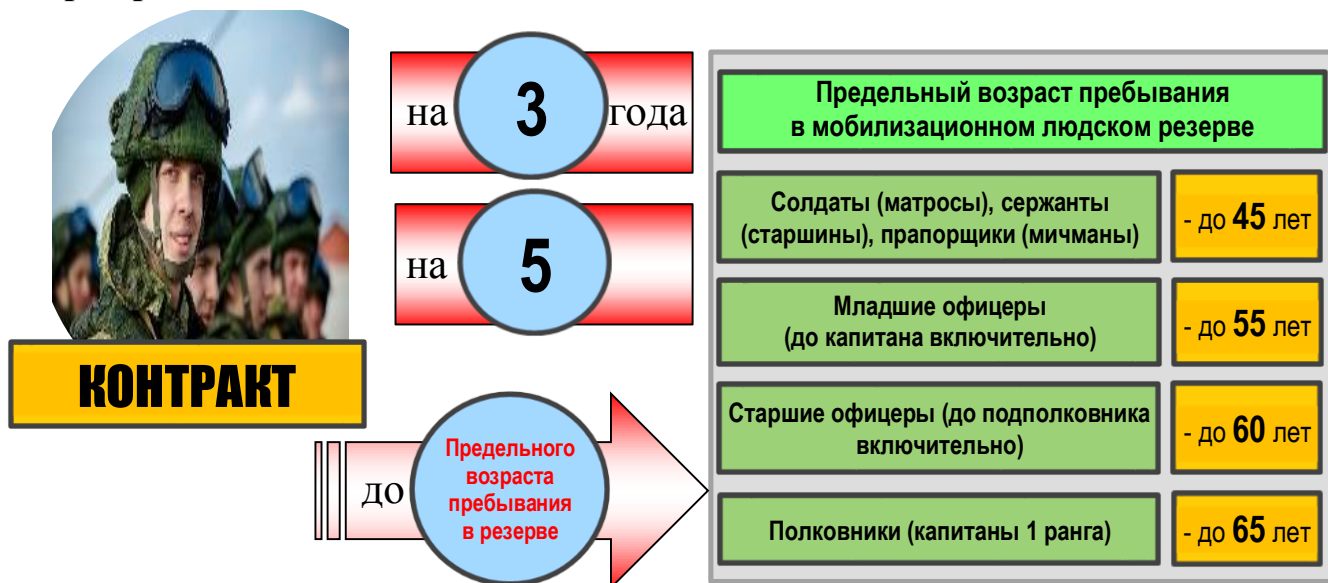 КОНТРАКТ
на 3 года
на 5
до
Предельного
возраста
пребывания
в резерве
Предельный возраст пребывания
в мобилизационном людском резерве
Солдаты (матросы), сержанты
(старшины), прапорщики (мичманы)
- до 45 лет
Младшие офицеры
(до капитана включительно)
- до 55 лет
Старшие офицеры (до подполковника
включительно)
- до 60 лет
Полковники (капитаны 1 ранга)
- до 65 лет